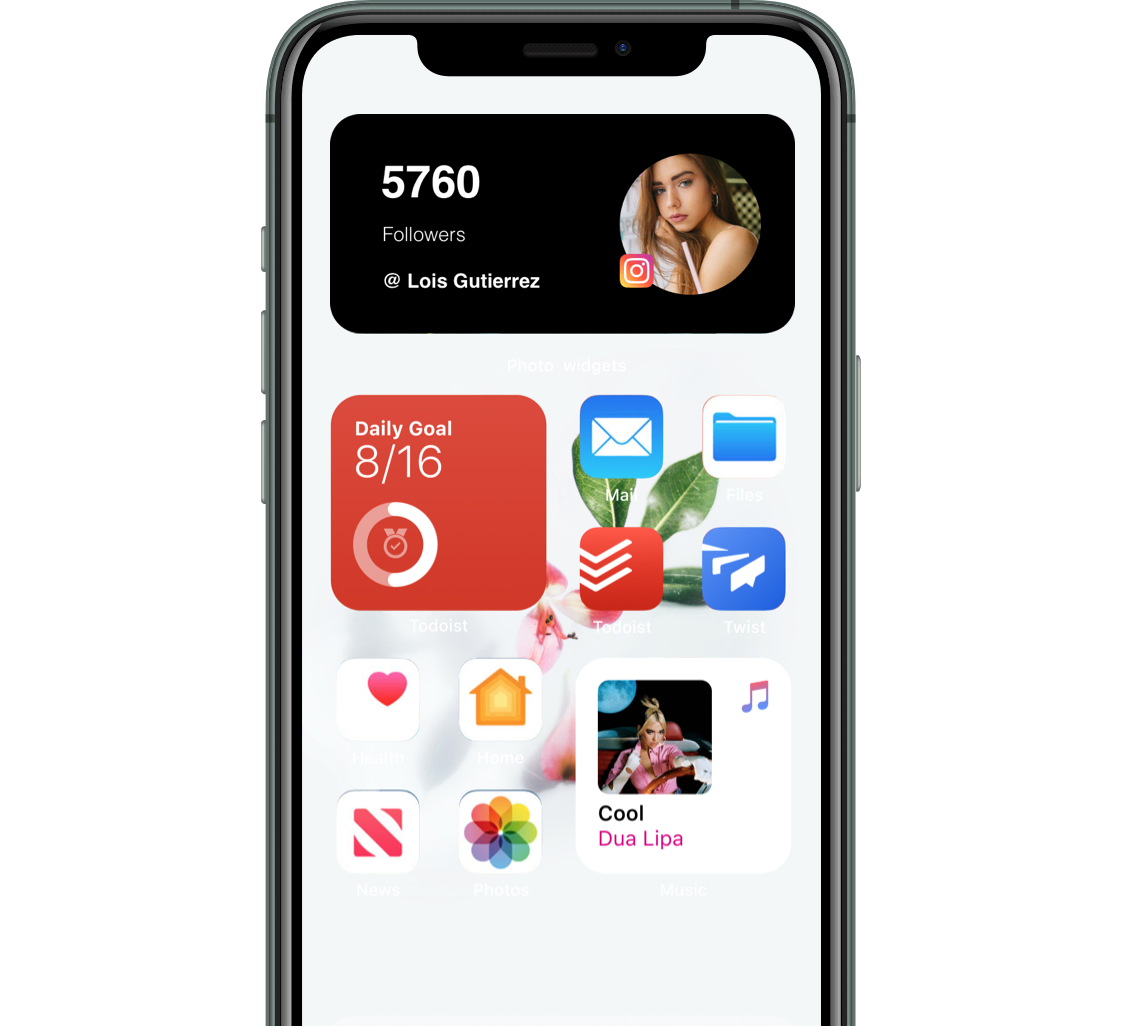 5760
Followers
@ Lois Gutierrez
Photo widgets
Daily Goal
8/16
Mail
Files
Todoist
Todoist
Twist
Health
Home
Cool
Dua Lipa
News
Photos
Music